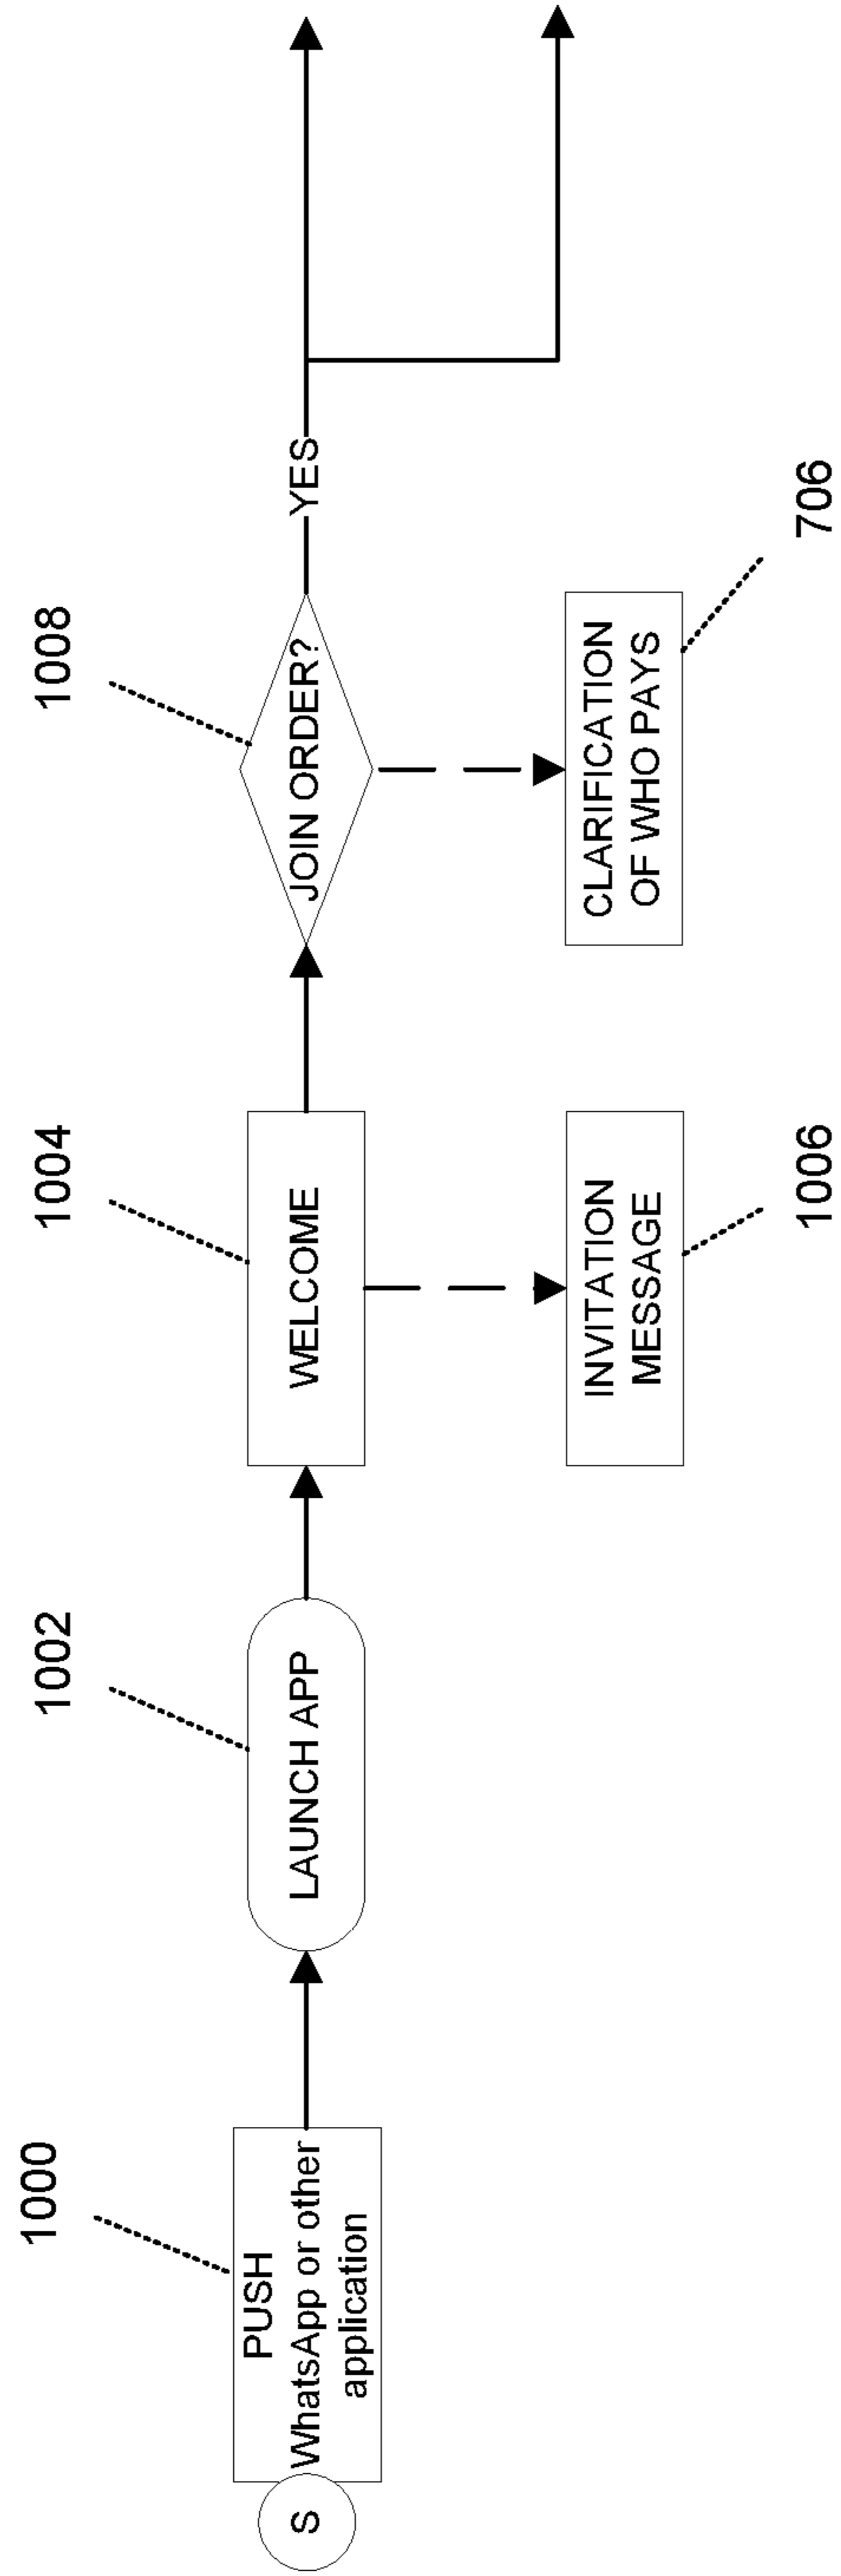 1000
1002
1004
1008
S
PUSH
WhatsApp or other
application
LAUNCH APP
WELCOME
JOIN ORDER?
YES
INVITATION
MESSAGE
CLARIFICATION
OF WHO PAYS
1006
706